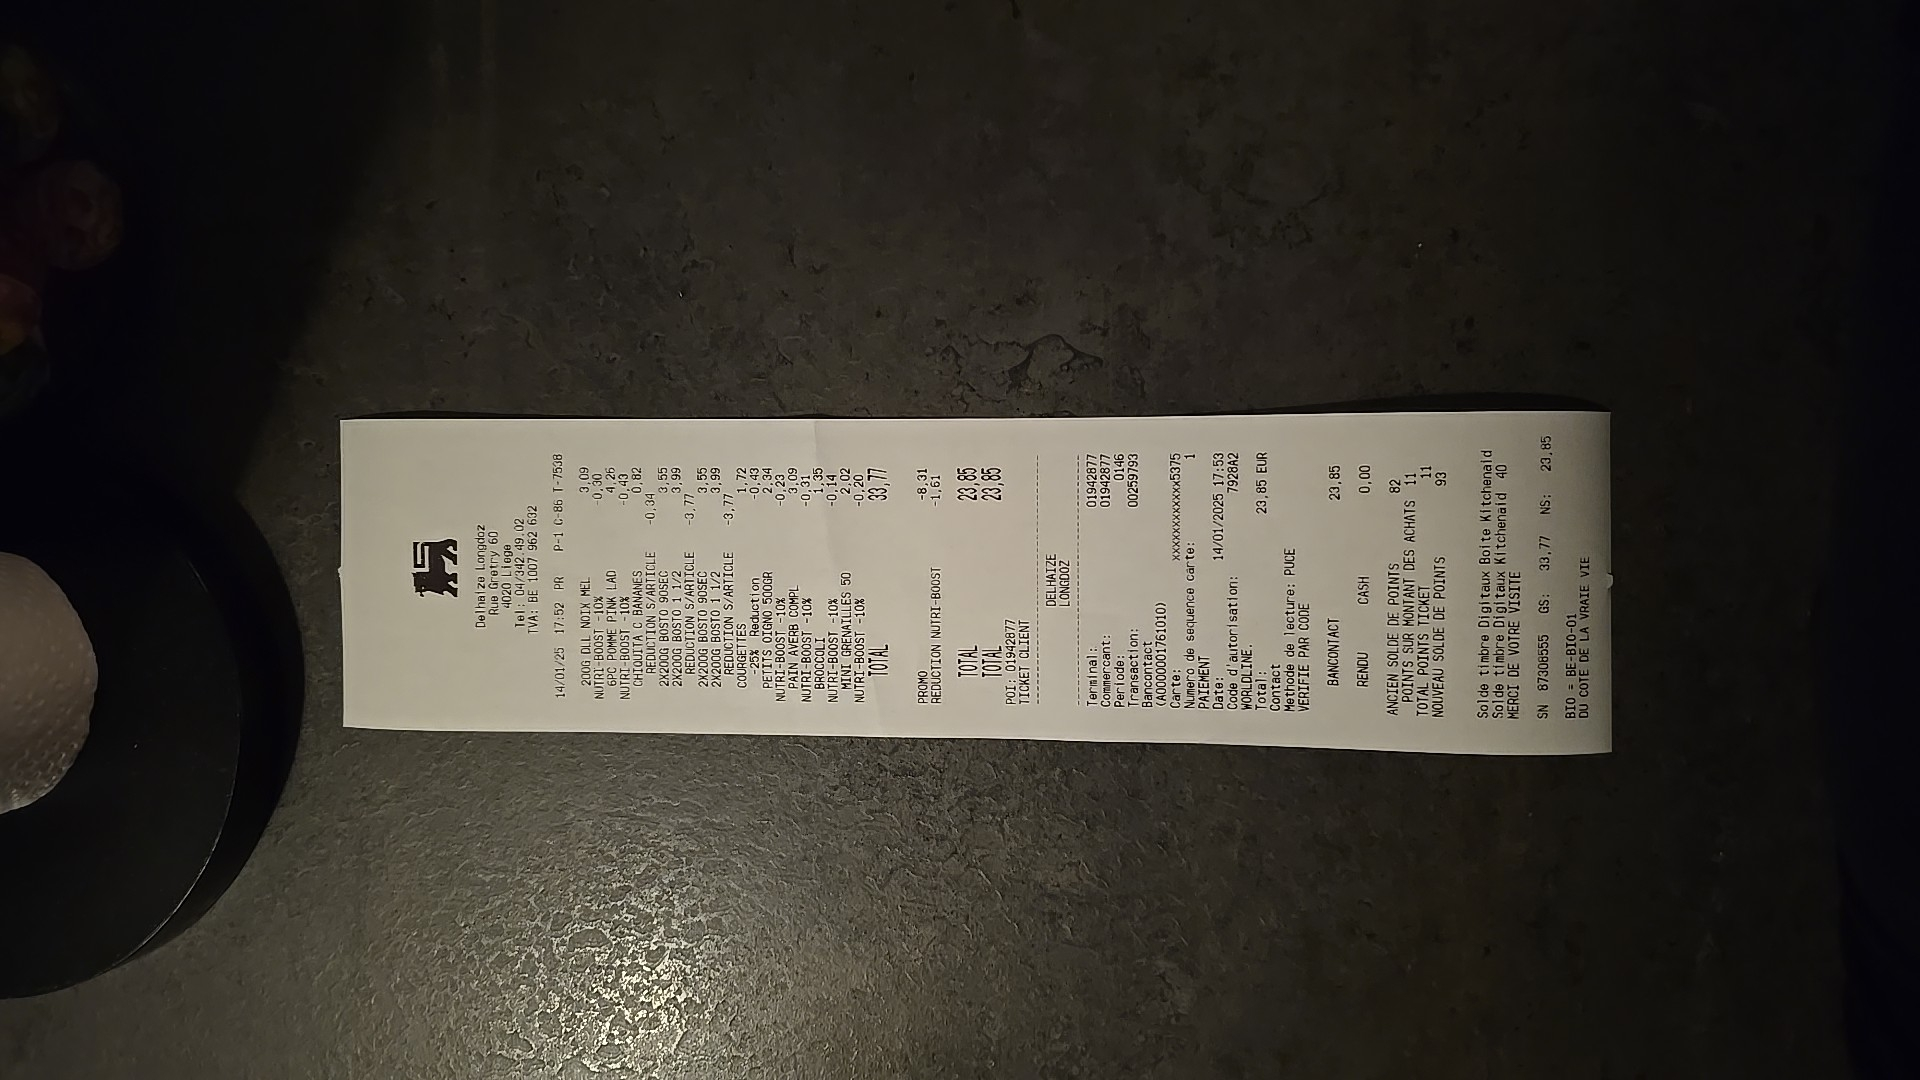 Delhaize Longdoz
Rue Gretry 60
4020 Liege
Tel: 04/342.49.02
TVA: BE 1007 962 632
14/01/25 17:52 PR P-1 C-86 T-7538
200G DLL NOIX MEL 3,09
NUTRI-BOOST -10% -0,30
6PC POMME PINK LAD 4,26
NUTRI-BOOST -10% -0,43
CHIQUITA C BANANES 0,82
REDUCTION S/ARTICLE -0,34
2X200G BOSTO 90SEC 3,55
2X200G BOSTO 1 1/2 3,99
REDUCTION S/ARTICLE -3,77
2X200G BOSTO 90SEC 3,55
2X200G BOSTO 1 1/2 3,99
REDUCTION S/ARTICLE -3,77
COURGETTES 1,72
-25% Reduction -0,43
PETITS OIGNO 500GR 2,34
NUTRI-BOOST -10% -0,23
PAIN AVERB COMPL 3,09
NUTRI-BOOST -10% -0,31
BROCCOLI 1,35
NUTRI-BOOST -10% -0,14
MINI GRENAILLES 50 2,02
NUTRI-BOOST -10% -0,20
TOTAL 33,77
PROMO -8,31
REDUCTION NUTRI-BOOST -1,61
TOTAL 23,85
TOTAL 23,85
POI: 01942877
TICKET CLIENT
DELHAIZE
LONGDOZ
Terminal: 01942877
Commercant: 01942877
Periode: 0146
Transaction: 00259793
Bancontact
(A0000001761010)
Carte: xxxxxxxxxxxxx5375
Numero de sequence carte: 1
PAIEMENT
Date: 14/01/2025 17:53
Code d'autorisation: 7928A2
WORLDLINE.
Total: 23,85 EUR
Contact
Methode de lecture: PUCE
VERIFIE PAR CODE
BANCONTACT 23,85
RENDU CASH 0,00
ANCIEN SOLDE DE POINTS 82
POINTS SUR MONTANT DES ACHATS 11
TOTAL POINTS TICKET 11
NOUVEAU SOLDE DE POINTS 93
Solde timbre Digitaux Boite Kitchenaid
Solde timbre Digitaux Kitchenaid 40
MERCI DE VOTRE VISITE
SN 87308555 GS: 33,77 NS: 23,85
BIO = BE-BIO-01
DU COTE DE LA VRAIE VIE